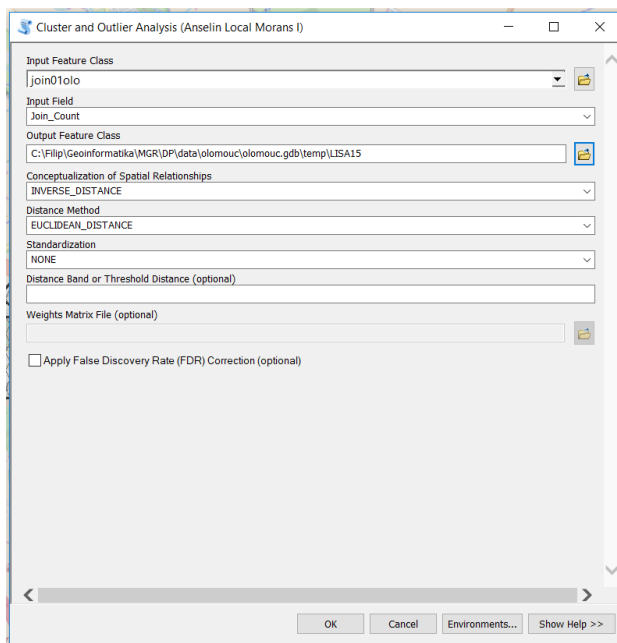 Cluster and Outlier Analysis (Anselin Local Morans I)
Input Feature Class
join01olo
Input Field
Join_Count
Output Feature Class
C:\Filip\Geoinformatika\MGR\DP\data\olomouc\olomouc.gdb\temp\LISA15
Conceptualization of Spatial Relationships
INVERSE_DISTANCE
Distance Method
EUCLIDEAN_DISTANCE
Standardization
NONE
Distance Band or Threshold Distance (optional)
Weights Matrix File (optional)
Apply False Discovery Rate (FDR) Correction (optional)
OK Cancel Environments... Show Help >>